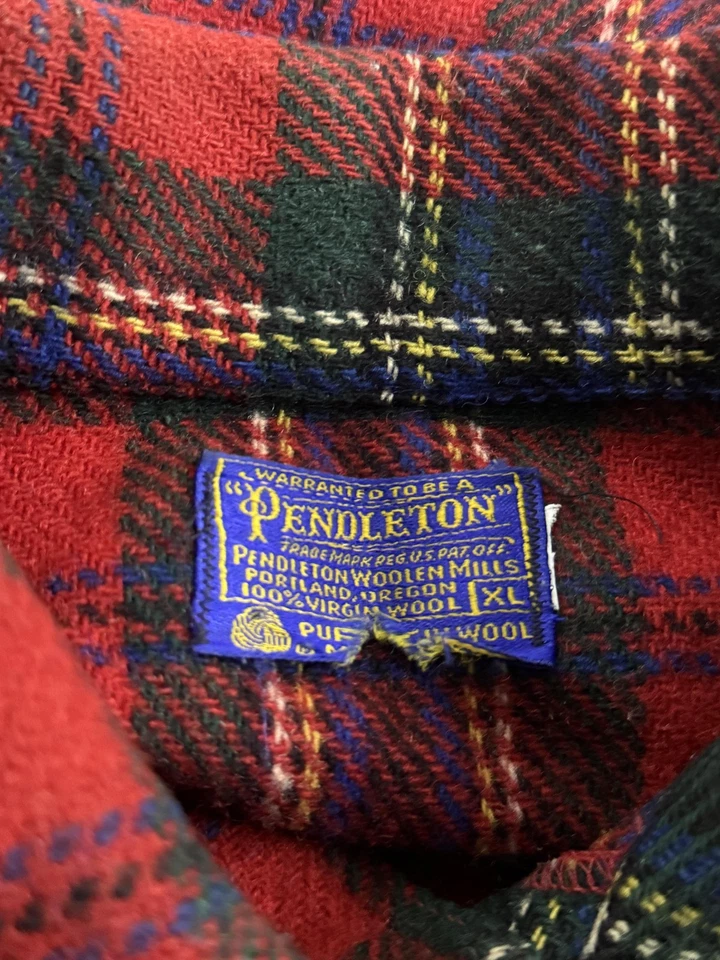 WARRANTED TO BE A
"PENDLETON"
TRADE MARK REG. U.S. PAT. OFF.
PENDLETON WOOLEN MILLS
PORTLAND, OREGON
100% VIRGIN WOOL XL
WOOL